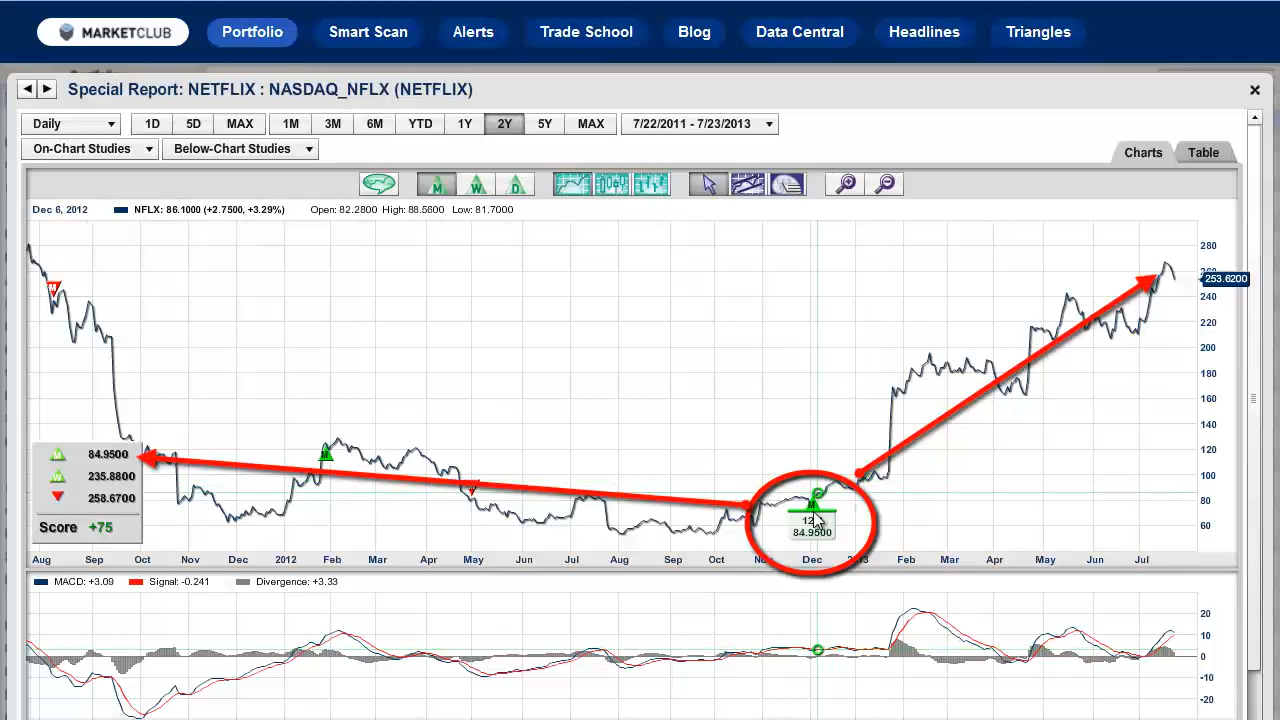 MARKETCLUB Portfolio Smart Scan Alerts Trade School Blog Data Central Headlines Triangles
Special Report: NETFLIX : NASDAQ_NFLX (NETFLIX)
Daily 1D 5D MAX 1M 3M 6M YTD 1Y 2Y 5Y MAX 7/22/2011 - 7/23/2013
On-Chart Studies Below-Chart Studies Charts Table
M W D
Dec 6, 2012 NFLX: 86.1000 (+2.7500, +3.29%) Open: 82.2800 High: 88.5600 Low: 81.7000
280
260
253.6200
240
220
200
180
160
140
120
100
80
60
M
M
M
M 84.9500
W 235.8800
258.6700
Score +75
12
84.9500
Aug Sep Oct Nov Dec 2012 Feb Mar Apr May Jun Jul Aug Sep Oct Dec Feb Mar Apr May Jun Jul
MACD: +3.09 Signal: -0.241 Divergence: +3.33
20
10
0
-10
-20